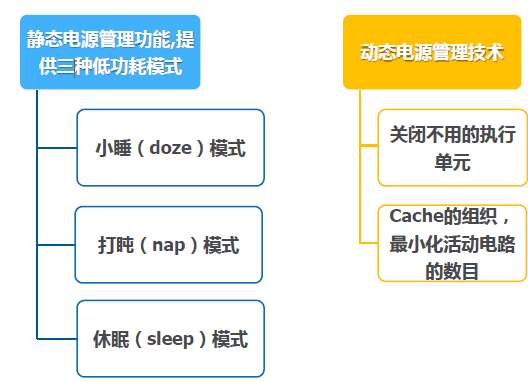 静态电源管理功能,提
供三种低功耗模式
小睡（doze）模式
打盹（nap）模式
休眠（sleep）模式
动态电源管理技术
关闭不用的执行
单元
Cache的组织，
最小化活动电路
的数目